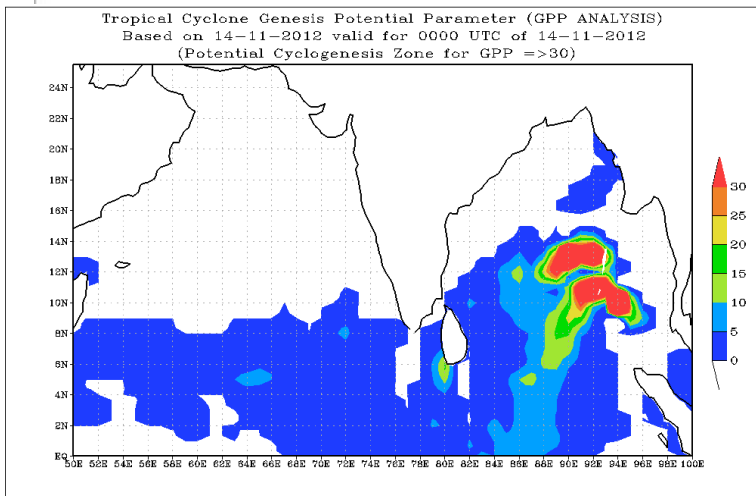 Tropical Cyclone Genesis Potential Parameter (GPP ANALYSIS)
Based on 14-11-2012 valid for 0000 UTC of 14-11-2012
(Potential Cyclogenesis Zone for GPP =>30)
24N
22N
20N
18N
16N
14N
12N
10N
8N
6N
4N
2N
EQ
50E 52E 54E 56E 58E 60E 62E 64E 66E 68E 70E 72E 74E 76E 78E 80E 82E 84E 86E 88E 90E 92E 94E 96E 98E 100E
30
25
20
15
10
5
0